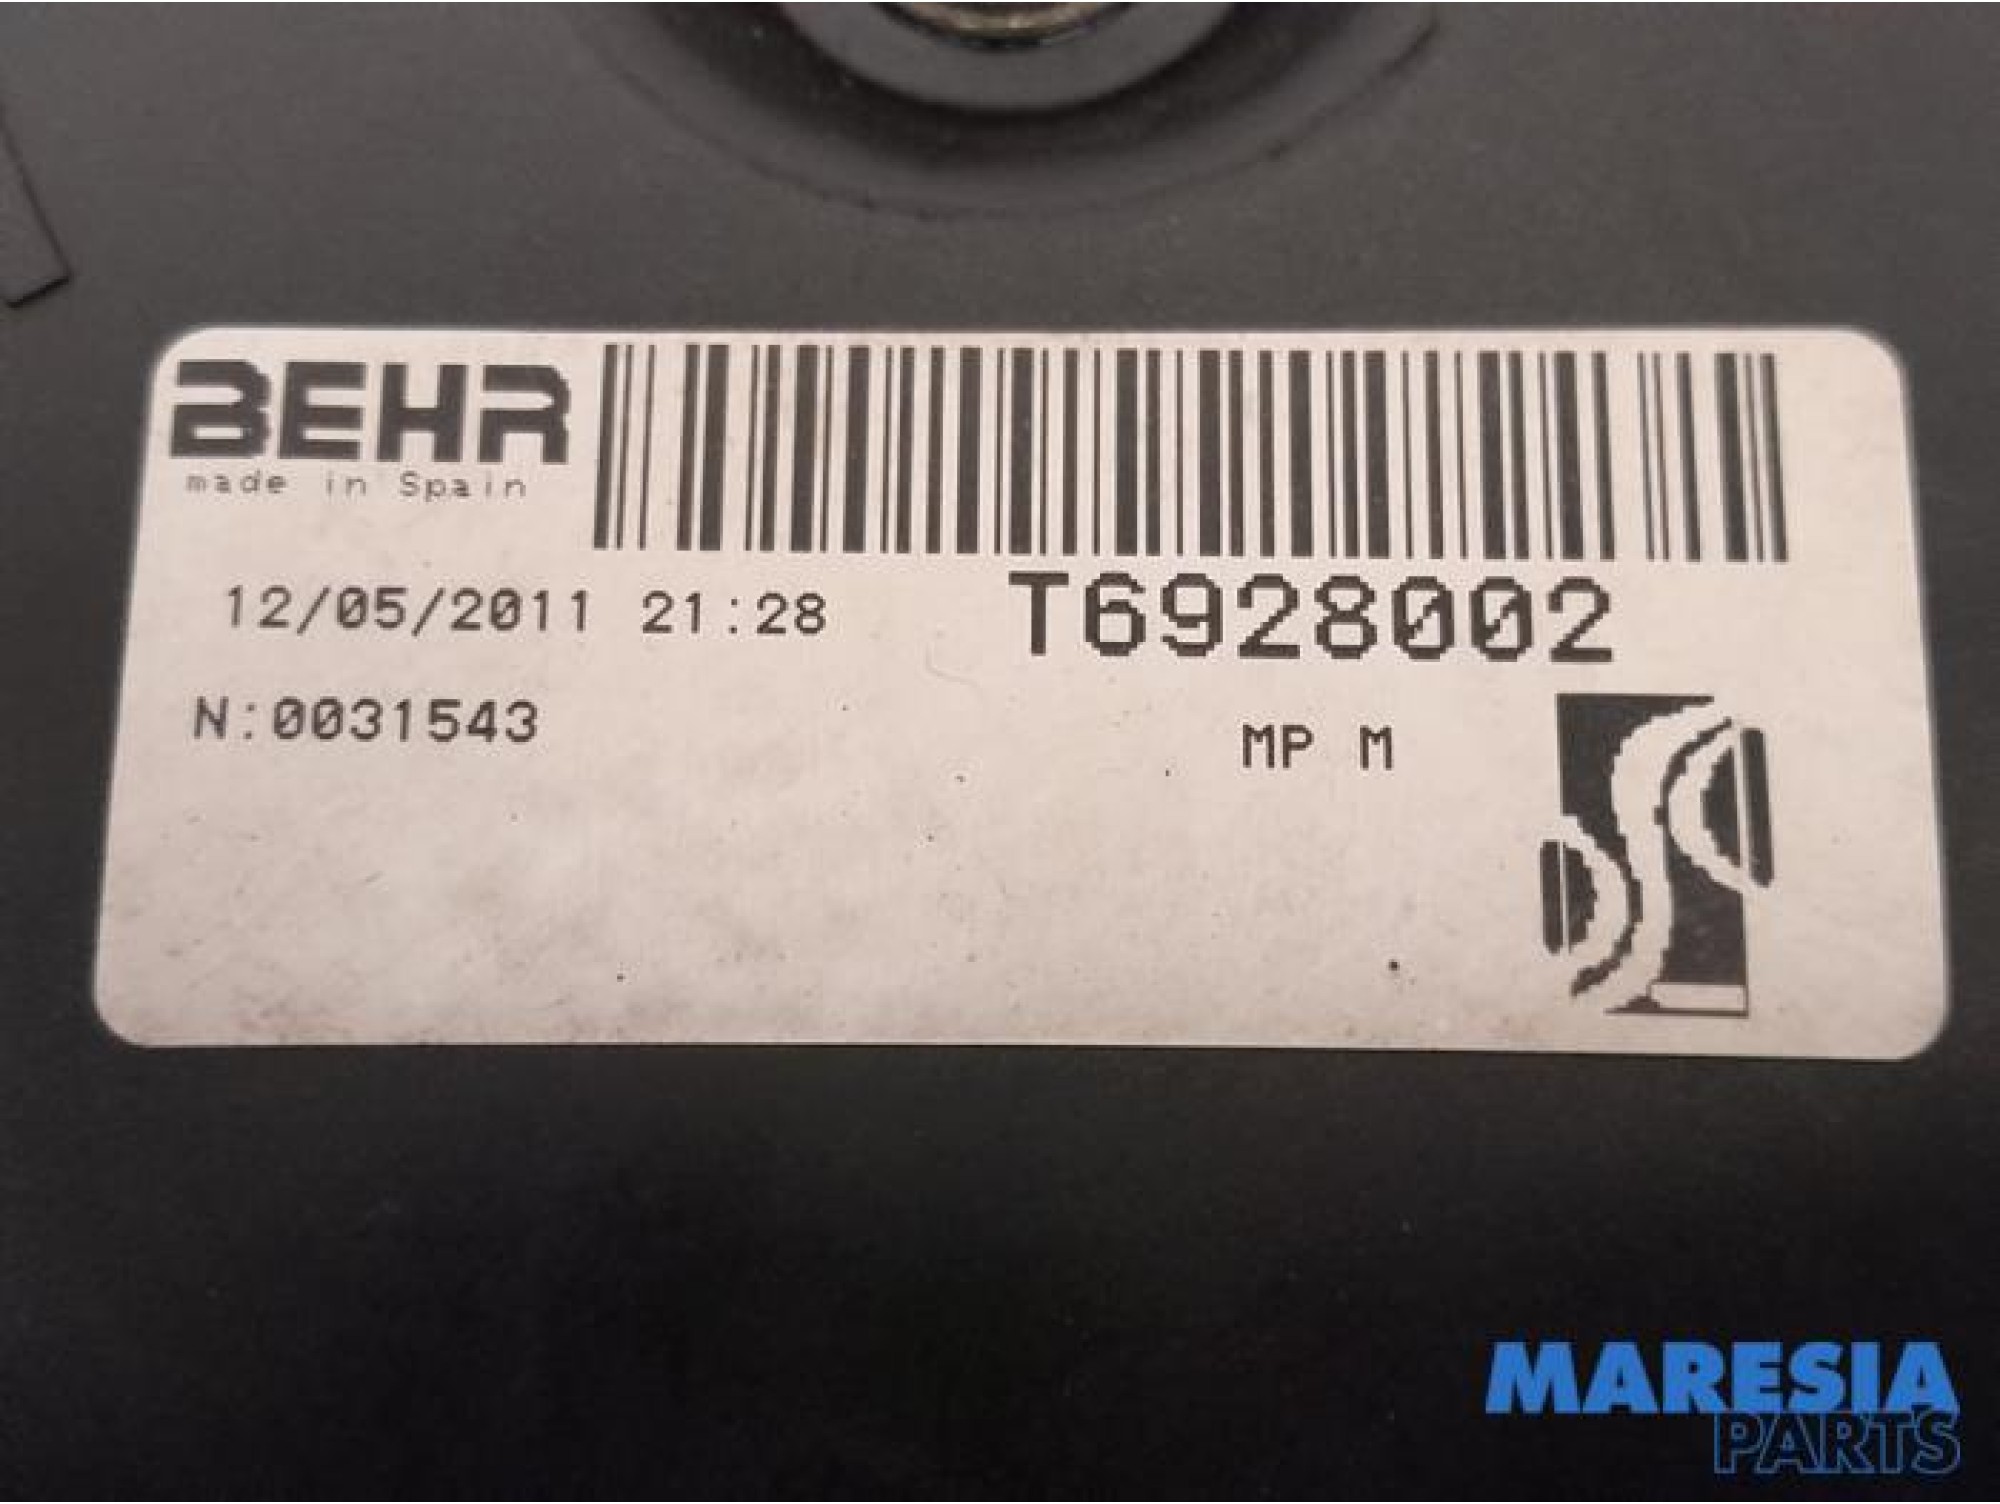 BEHR
made in Spain
12/05/2011 21:28
T6928002
N:0031543
MP M
MARESIA
PARTS